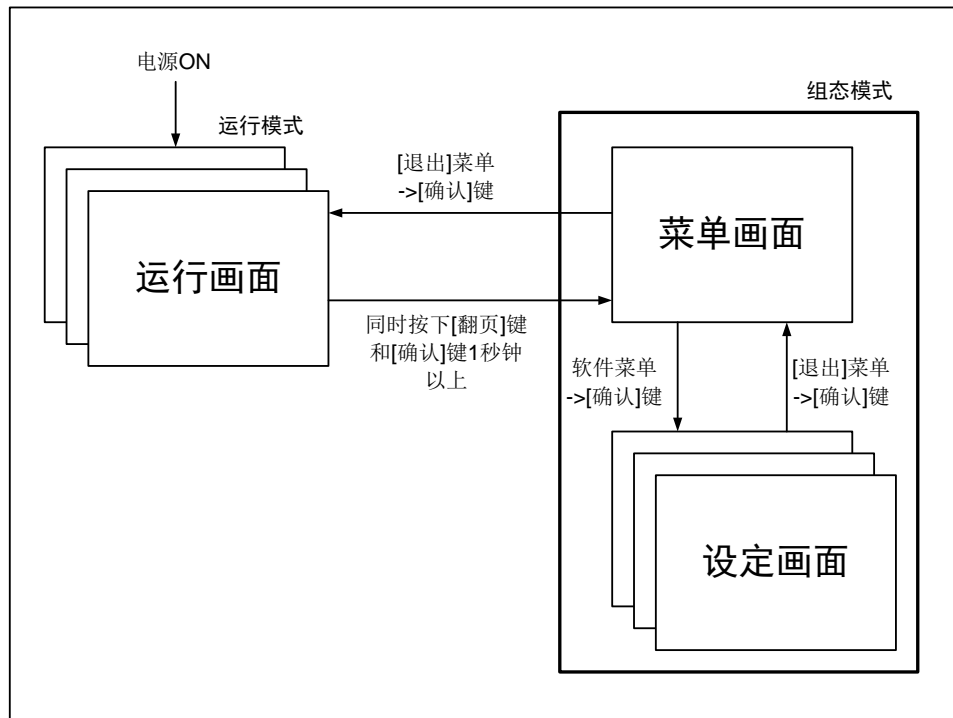 电源ON
组态模式
运行模式
[退出]菜单
->[确认]键
菜单画面
运行画面
同时按下[翻页]键
和[确认]键1秒钟
以上
软件菜单
->[确认]键
[退出]菜单
->[确认]键
设定画面